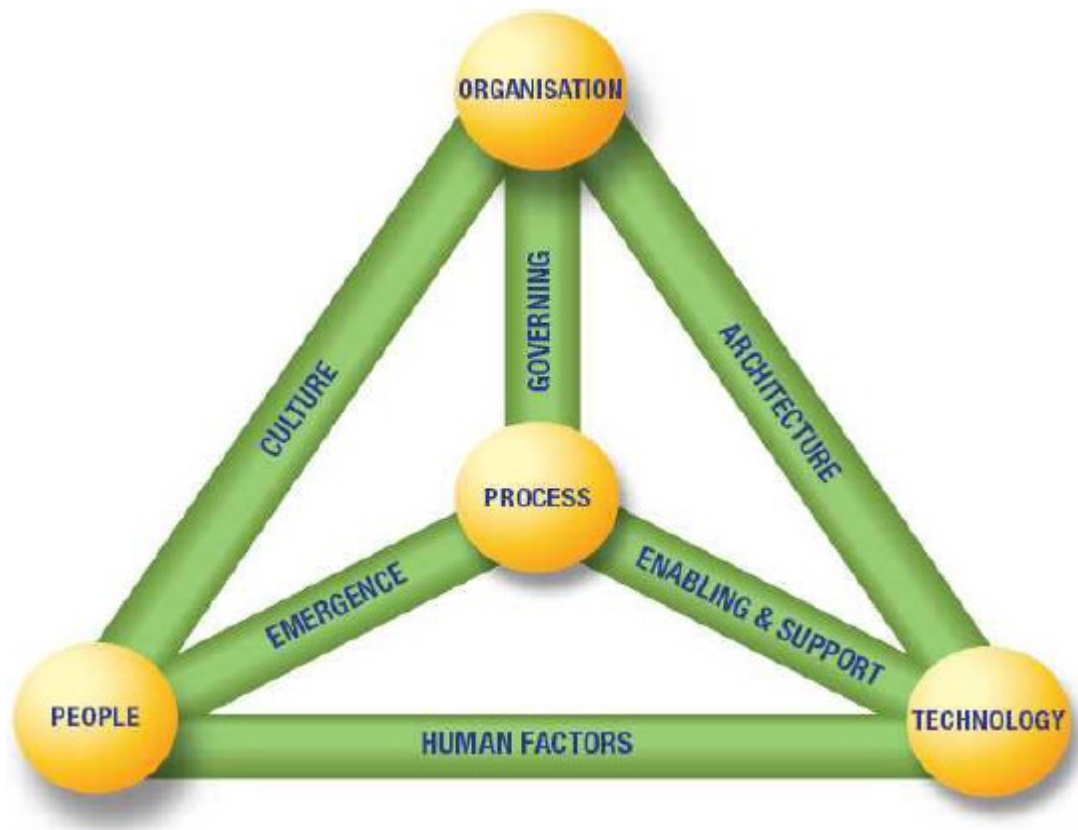 ORGANISATION
GOVERNING
CULTURE
ARCHITECTURE
PROCESS
EMERGENCE
ENABLING & SUPPORT
PEOPLE
TECHNOLOGY
HUMAN FACTORS